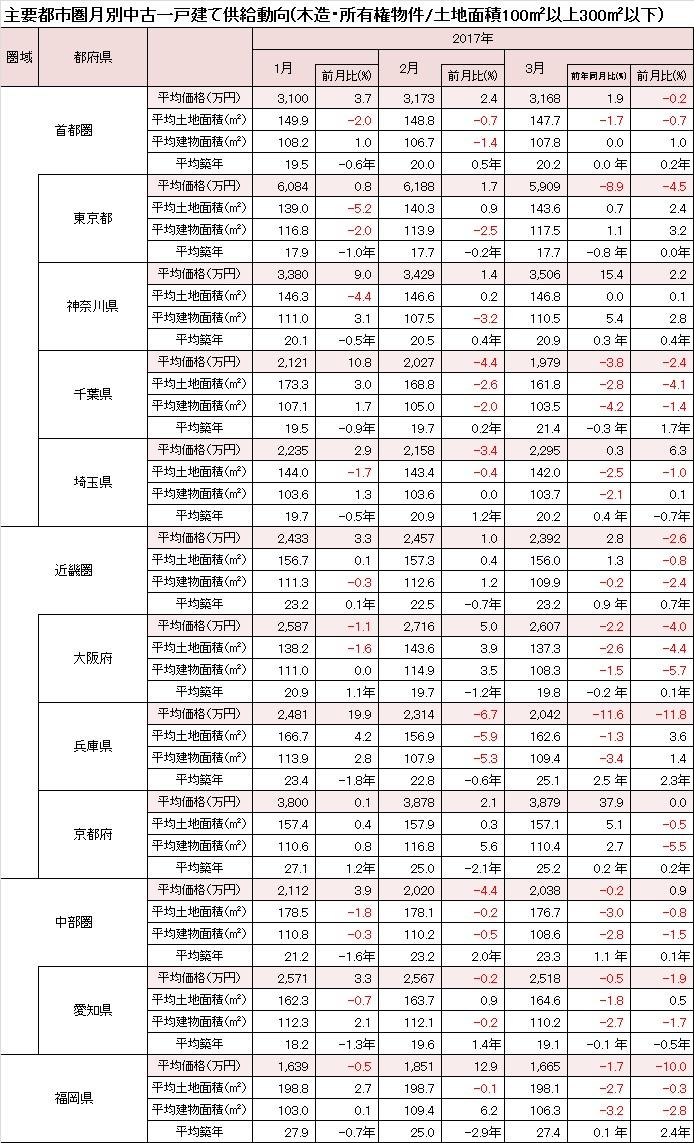 主要都市圏月別中古一戸建て供給動向(木造・所有権物件/土地面積100㎡以上300㎡以下)
圏域 都府県 2017年
1月 前月比(%) 2月 前月比(%) 3月 前年同月比(%) 前月比(%)
首都圏
平均価格(万円) 3,100 3.7 3,173 2.4 3,168 1.9 -0.2
平均土地面積(㎡) 149.9 -2.0 148.8 -0.7 147.7 -1.7 -0.7
平均建物面積(㎡) 108.2 1.0 106.7 -1.4 107.8 0.0 1.0
平均築年 19.5 -0.6年 20.0 0.5年 20.2 0.0 年 0.2年
東京都
平均価格(万円) 6,084 0.8 6,188 1.7 5,909 -8.9 -4.5
平均土地面積(㎡) 139.0 -5.2 140.3 0.9 143.6 0.7 2.4
平均建物面積(㎡) 116.8 -2.0 113.9 -2.5 117.5 1.1 3.2
平均築年 17.9 -1.0年 17.7 -0.2年 17.7 -0.8 年 0.0年
神奈川県
平均価格(万円) 3,380 9.0 3,429 1.4 3,506 15.4 2.2
平均土地面積(㎡) 146.3 -4.4 146.6 0.2 146.8 0.0 0.1
平均建物面積(㎡) 111.0 3.1 107.5 -3.2 110.5 5.4 2.8
平均築年 20.1 -0.5年 20.5 0.4年 20.9 0.3 年 0.4年
千葉県
平均価格(万円) 2,121 10.8 2,027 -4.4 1,979 -3.8 -2.4
平均土地面積(㎡) 173.3 3.0 168.8 -2.6 161.8 -2.8 -4.1
平均建物面積(㎡) 107.1 1.7 105.0 -2.0 103.5 -4.2 -1.4
平均築年 19.5 -0.9年 19.7 0.2年 21.4 -0.3 年 1.7年
埼玉県
平均価格(万円) 2,235 2.9 2,158 -3.4 2,295 0.3 6.3
平均土地面積(㎡) 144.0 -1.7 143.4 -0.4 142.0 -2.5 -1.0
平均建物面積(㎡) 103.6 1.3 103.6 0.0 103.7 -2.1 0.1
平均築年 19.7 -0.5年 20.9 1.2年 20.2 0.4 年 -0.7年
近畿圏
平均価格(万円) 2,433 3.3 2,457 1.0 2,392 2.8 -2.6
平均土地面積(㎡) 156.7 0.1 157.3 0.4 156.0 1.3 -0.8
平均建物面積(㎡) 111.3 -0.3 112.6 1.2 109.9 -0.2 -2.4
平均築年 23.2 0.1年 22.5 -0.7年 23.2 0.9 年 0.7年
大阪府
平均価格(万円) 2,587 -1.1 2,716 5.0 2,607 -2.2 -4.0
平均土地面積(㎡) 138.2 -1.6 143.6 3.9 137.3 -2.6 -4.4
平均建物面積(㎡) 111.0 0.0 114.9 3.5 108.3 -1.5 -5.7
平均築年 20.9 1.1年 19.7 -1.2年 19.8 -0.2 年 0.1年
兵庫県
平均価格(万円) 2,481 19.9 2,314 -6.7 2,042 -11.6 -11.8
平均土地面積(㎡) 166.7 4.2 156.9 -5.9 162.6 -1.3 3.6
平均建物面積(㎡) 113.9 2.8 107.9 -5.3 109.4 -3.4 1.4
平均築年 23.4 -1.8年 22.8 -0.6年 25.1 2.5 年 2.3年
京都府
平均価格(万円) 3,800 0.1 3,878 2.1 3,879 37.9 0.0
平均土地面積(㎡) 157.4 0.4 157.9 0.3 157.1 5.1 -0.5
平均建物面積(㎡) 110.6 0.8 116.8 5.6 110.4 2.7 -5.5
平均築年 27.1 1.2年 25.0 -2.1年 25.2 0.2 年 0.2年
中部圏
平均価格(万円) 2,112 3.9 2,020 -4.4 2,038 -0.2 0.9
平均土地面積(㎡) 178.5 -1.8 178.1 -0.2 176.7 -3.0 -0.8
平均建物面積(㎡) 110.8 -0.3 110.2 -0.5 108.6 -2.8 -1.5
平均築年 21.2 -1.6年 23.2 2.0年 23.3 1.1 年 0.1年
愛知県
平均価格(万円) 2,571 3.3 2,567 -0.2 2,518 -0.5 -1.9
平均土地面積(㎡) 162.3 -0.7 163.7 0.9 164.6 -1.8 0.5
平均建物面積(㎡) 112.3 2.1 112.1 -0.2 110.2 -2.7 -1.7
平均築年 18.2 -1.3年 19.6 1.4年 19.1 -0.1 年 -0.5年
福岡県
平均価格(万円) 1,639 -0.5 1,851 12.9 1,665 -1.7 -10.0
平均土地面積(㎡) 198.8 2.7 198.7 -0.1 198.1 -2.7 -0.3
平均建物面積(㎡) 103.0 0.1 109.4 6.2 106.3 -3.2 -2.8
平均築年 27.9 -0.7年 25.0 -2.9年 27.4 0.1 年 2.4年